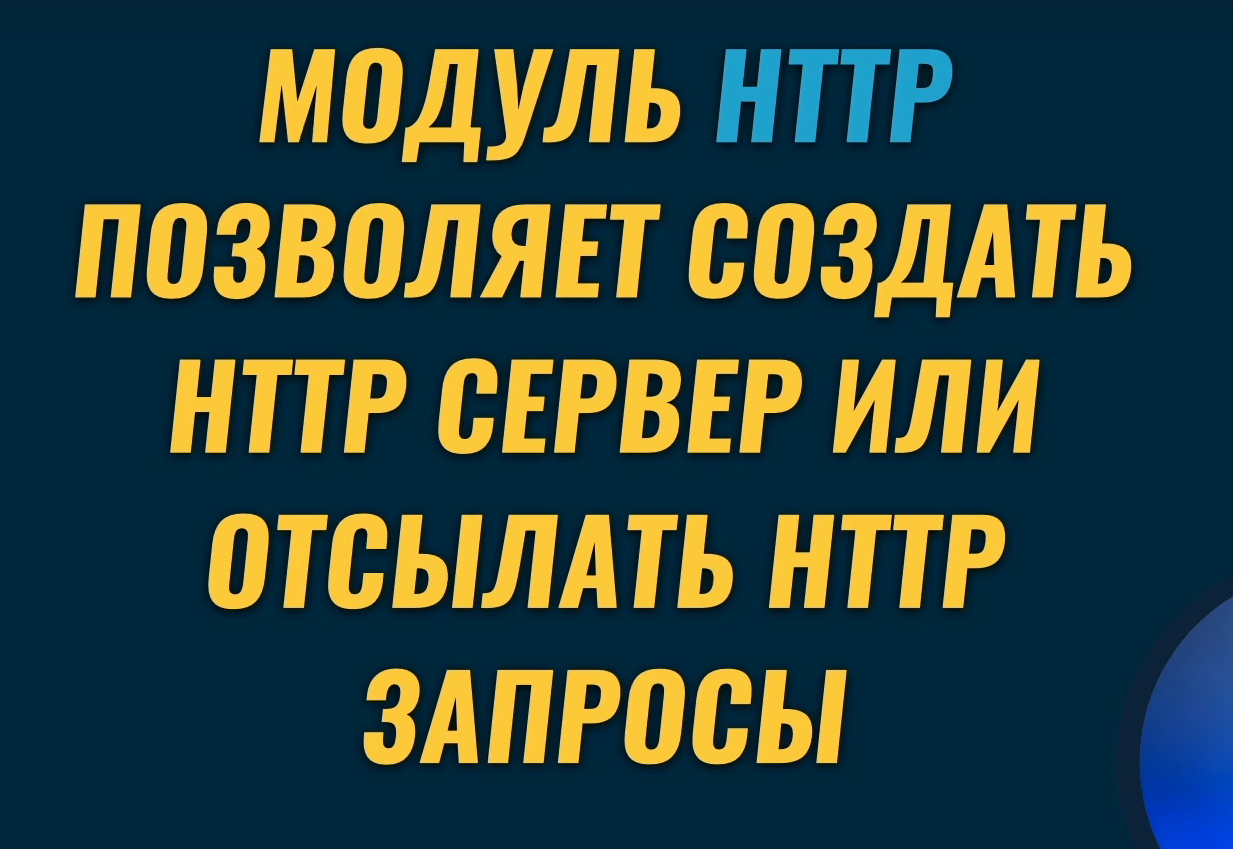 МОДУЛЬ HTTP
ПОЗВОЛЯЕТ СОЗДАТЬ
HTTP СЕРВЕР ИЛИ
ОТСЫЛАТЬ HTTP
ЗАПРОСЫ